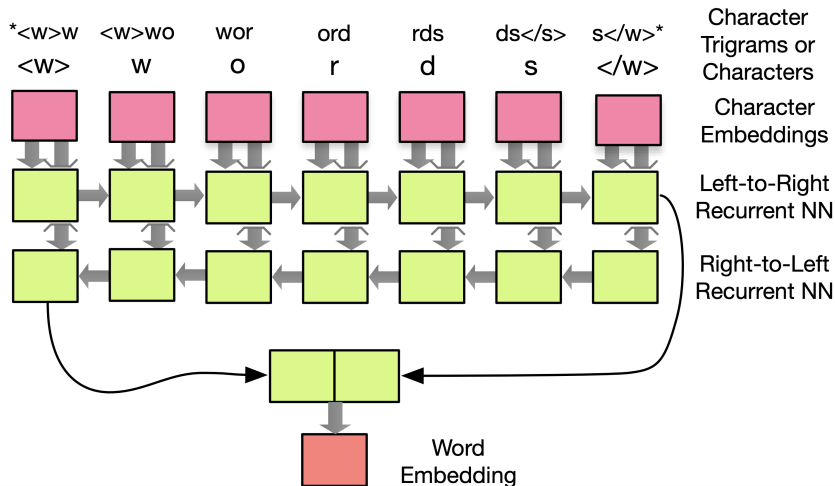 *<w>w <w>wo wor ord rds ds</s> s</w>* Character
Trigrams or
<w> w o r d s </w> Characters
Character
Embeddings
Left-to-Right
Recurrent NN
Right-to-Left
Recurrent NN
Word
Embedding